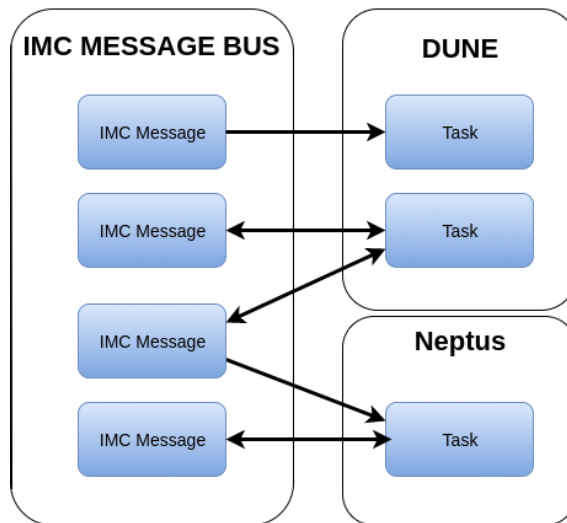 IMC MESSAGE BUS
IMC Message
IMC Message
IMC Message
IMC Message
DUNE
Task
Task
Neptus
Task